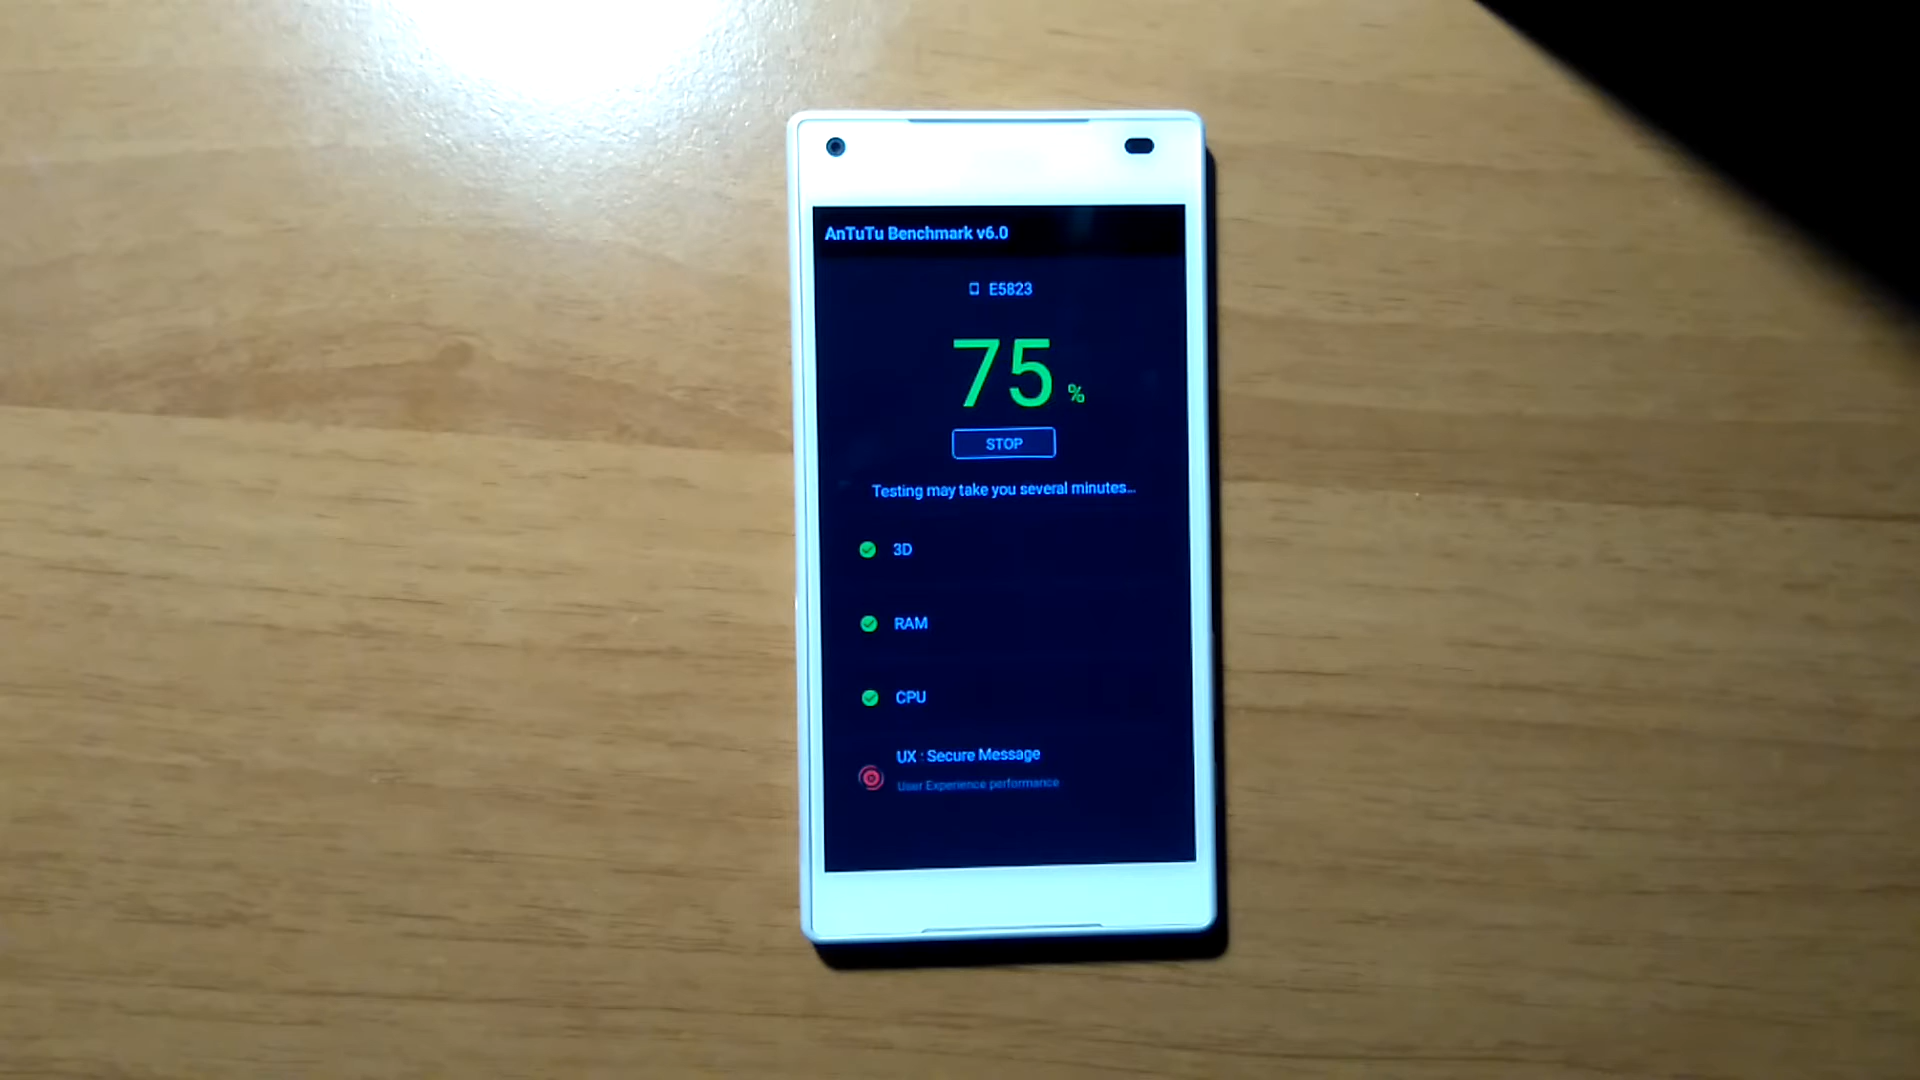 AnTuTu Benchmark v6.0
E5823
75 %
STOP
Testing may take you several minutes...
3D
RAM
CPU
UX : Secure Message
User Experience performance